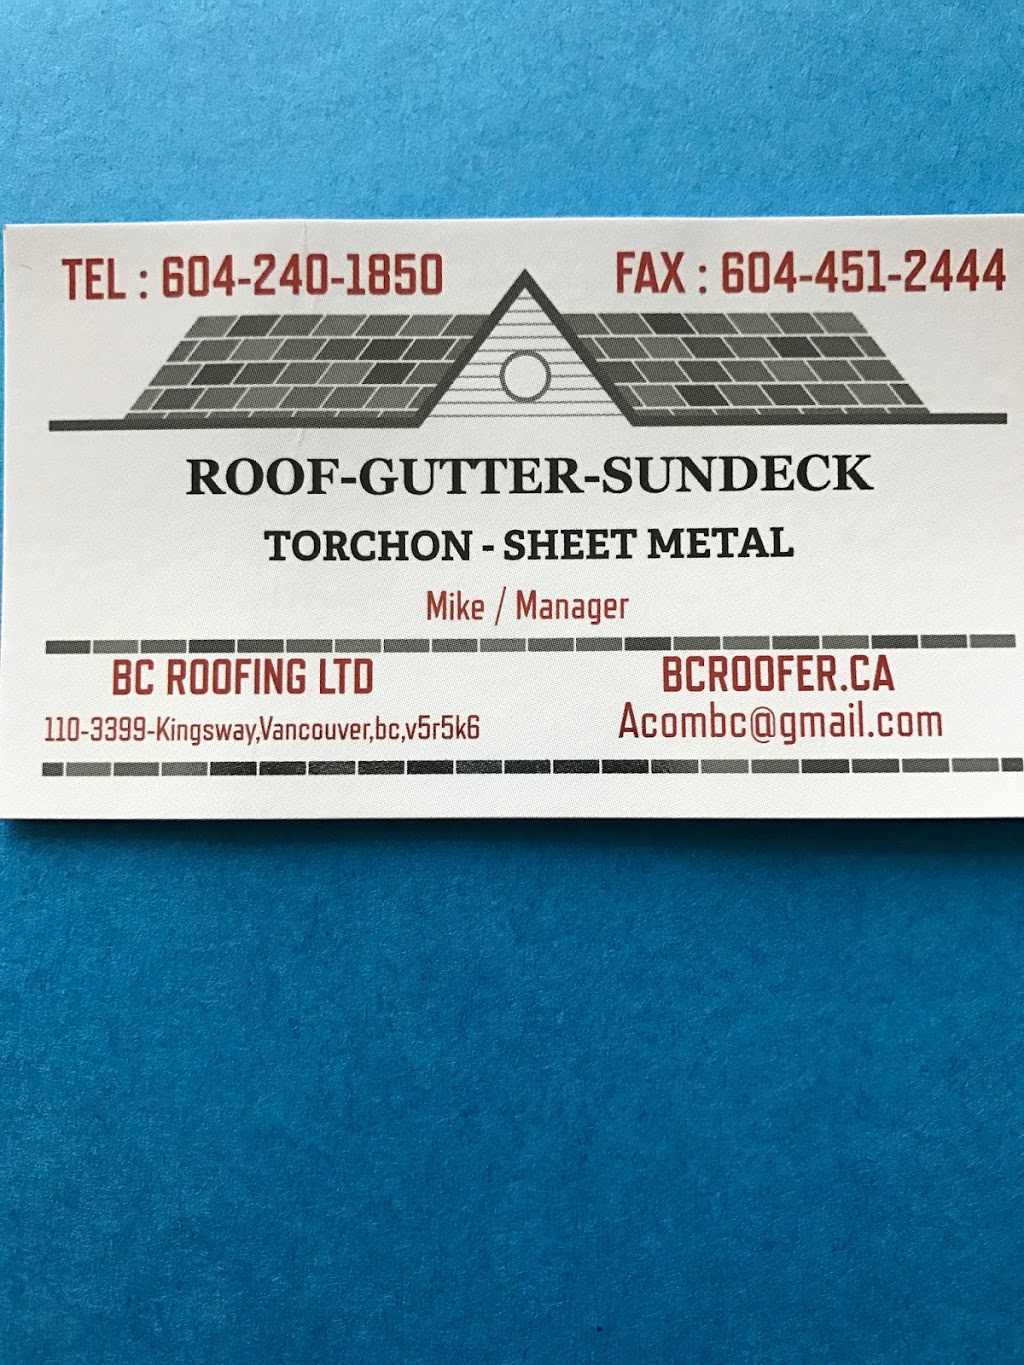 TEL : 604-240-1850
FAX : 604-451-2444
ROOF-GUTTER-SUNDECK
TORCHON - SHEET METAL
Mike / Manager
BC ROOFING LTD
110-3399-Kingsway,Vancouver,bc,v5r5k6
BCROOFER.CA
Acombc@gmail.com